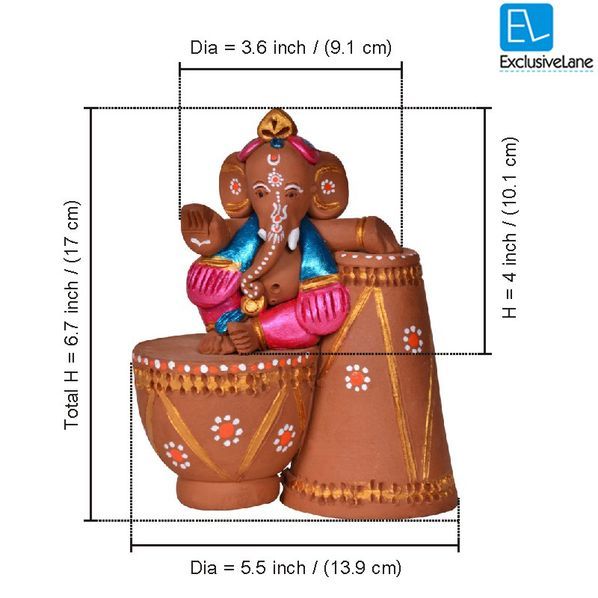 EL
ExclusiveLane
Dia = 3.6 inch / (9.1 cm)
Total H = 6.7 inch / (17 cm)
H = 4 inch / (10.1 cm)
Dia = 5.5 inch / (13.9 cm)